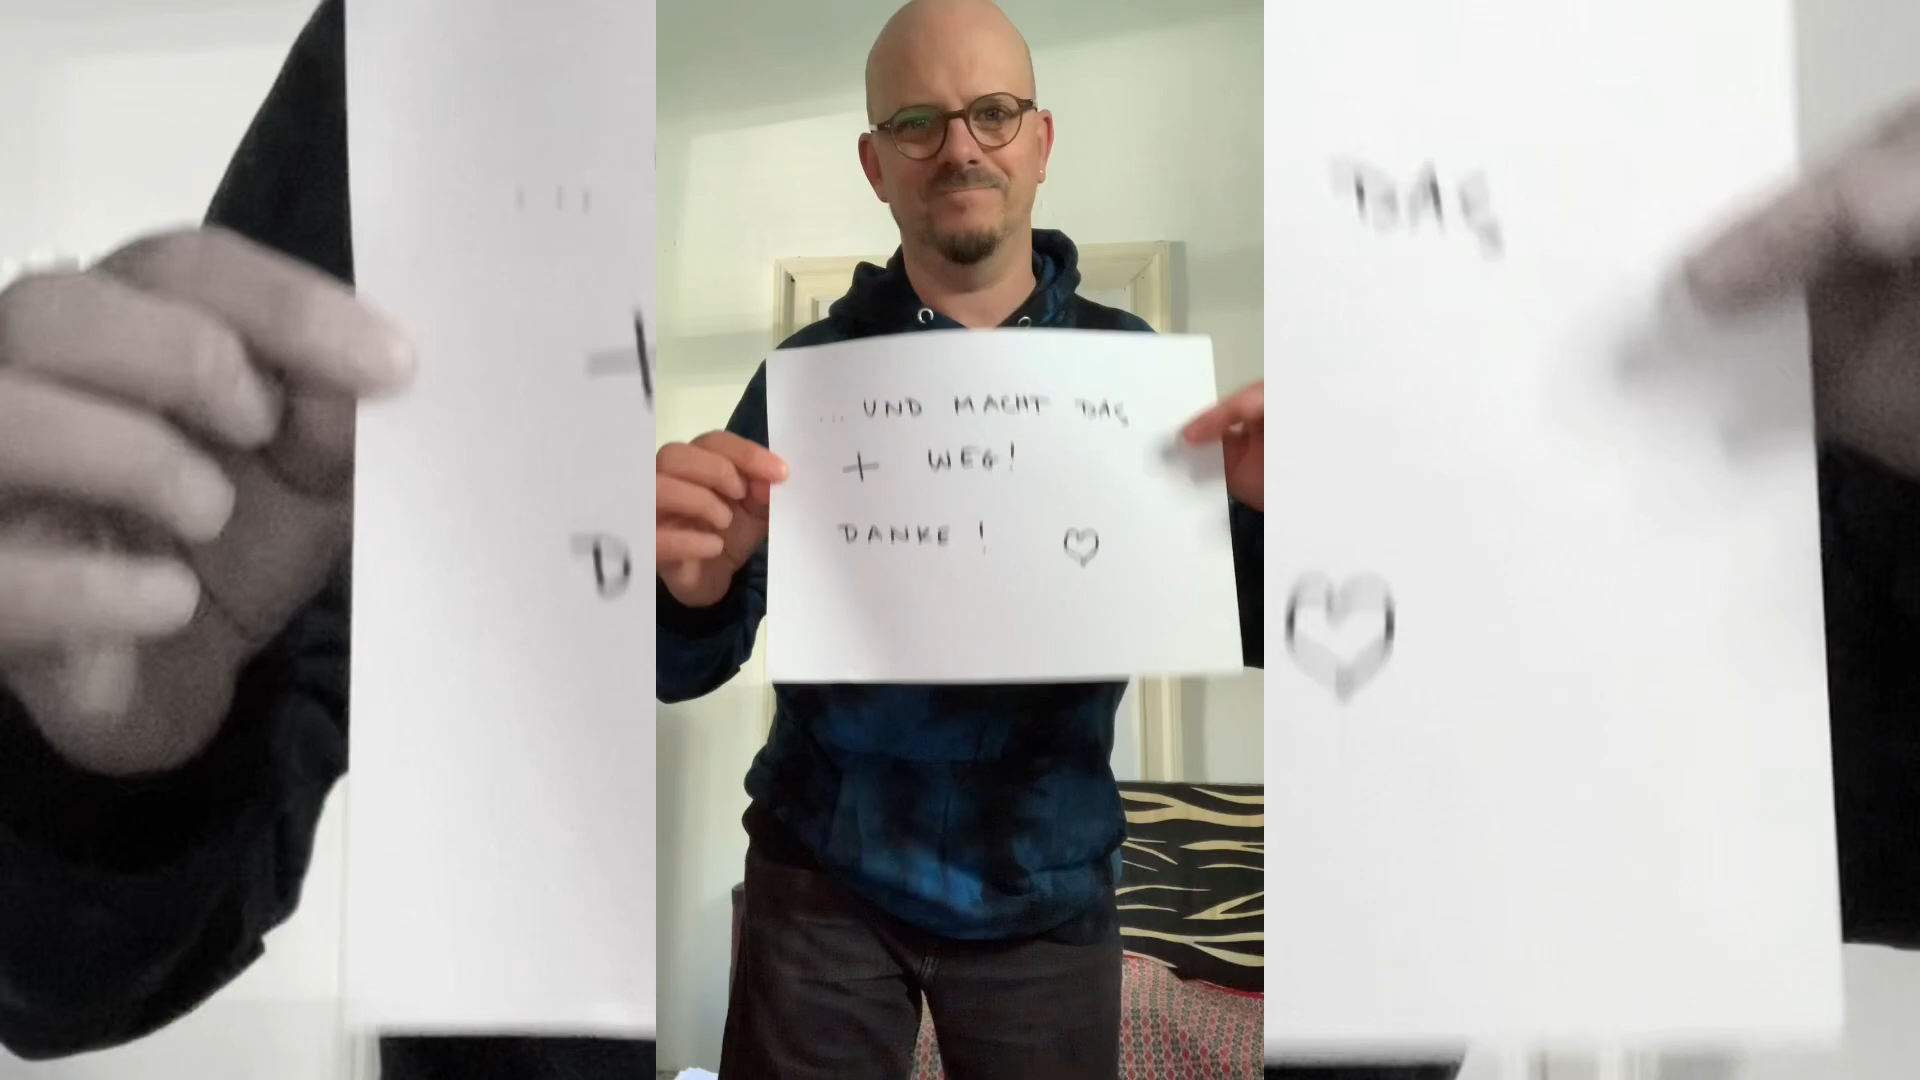 ... UND MACHT DAS
+ WEG!
DANKE! ♡